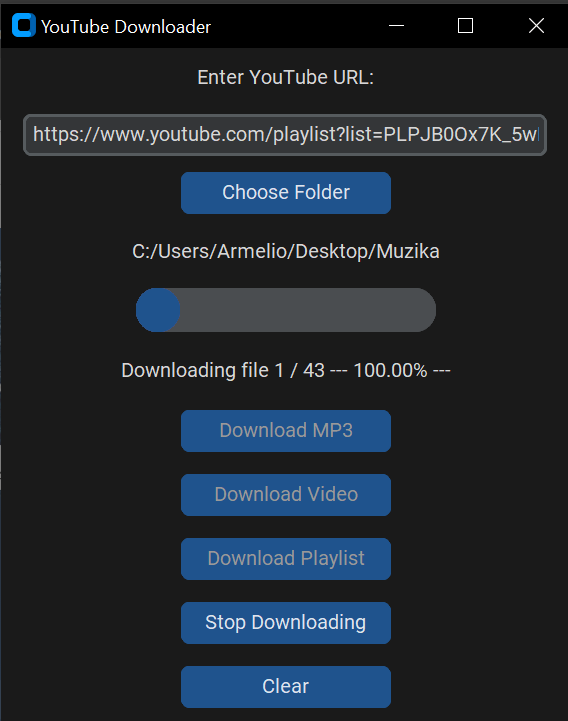 YouTube Downloader
Enter YouTube URL:
https://www.youtube.com/playlist?list=PLPJB0Ox7K_5w
Choose Folder
C:/Users/Armelio/Desktop/Muzika
Downloading file 1 / 43 --- 100.00% ---
Download MP3
Download Video
Download Playlist
Stop Downloading
Clear